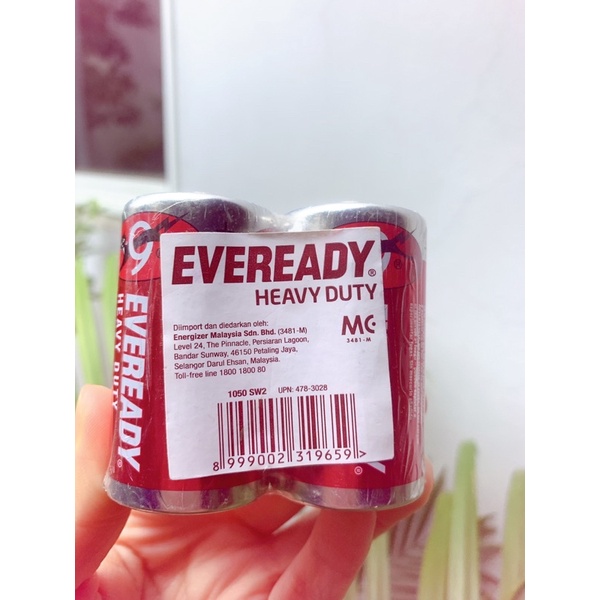 EVEREADY®
HEAVY DUTY
Diimport dan diedarkan oleh:
Energizer Malaysia Sdn. Bhd. (3481-M)
Level 24, The Pinnacle, Persiaran Lagoon,
Bandar Sunway, 46150 Petaling Jaya,
Selangor Darul Ehsan, Malaysia.
Toll-free line 1800 1800 80
MC
3481-M
1050 SW2 UPN: 478-3028
8 999002 319659 >
9
EVEREADY®
HEAVY DUTY